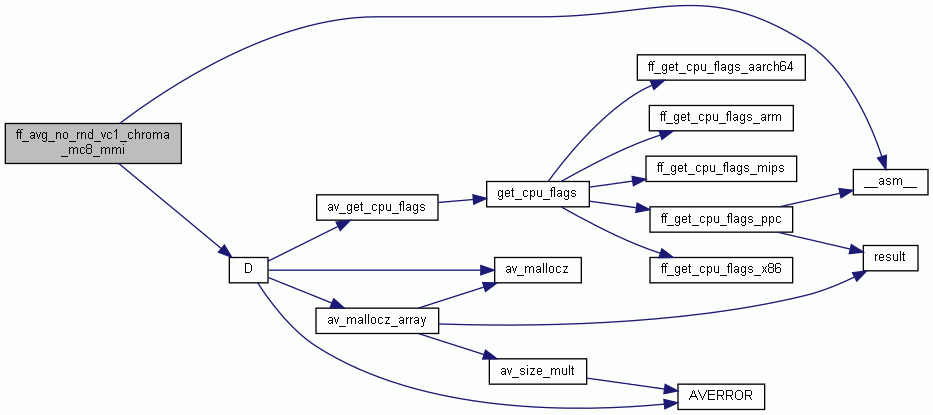 ff_avg_no_rnd_vc1_chroma
_mc8_mmi
D
av_get_cpu_flags
get_cpu_flags
ff_get_cpu_flags_aarch64
ff_get_cpu_flags_arm
ff_get_cpu_flags_mips
ff_get_cpu_flags_ppc
ff_get_cpu_flags_x86
__asm__
result
av_mallocz
av_mallocz_array
av_size_mult
AVERROR